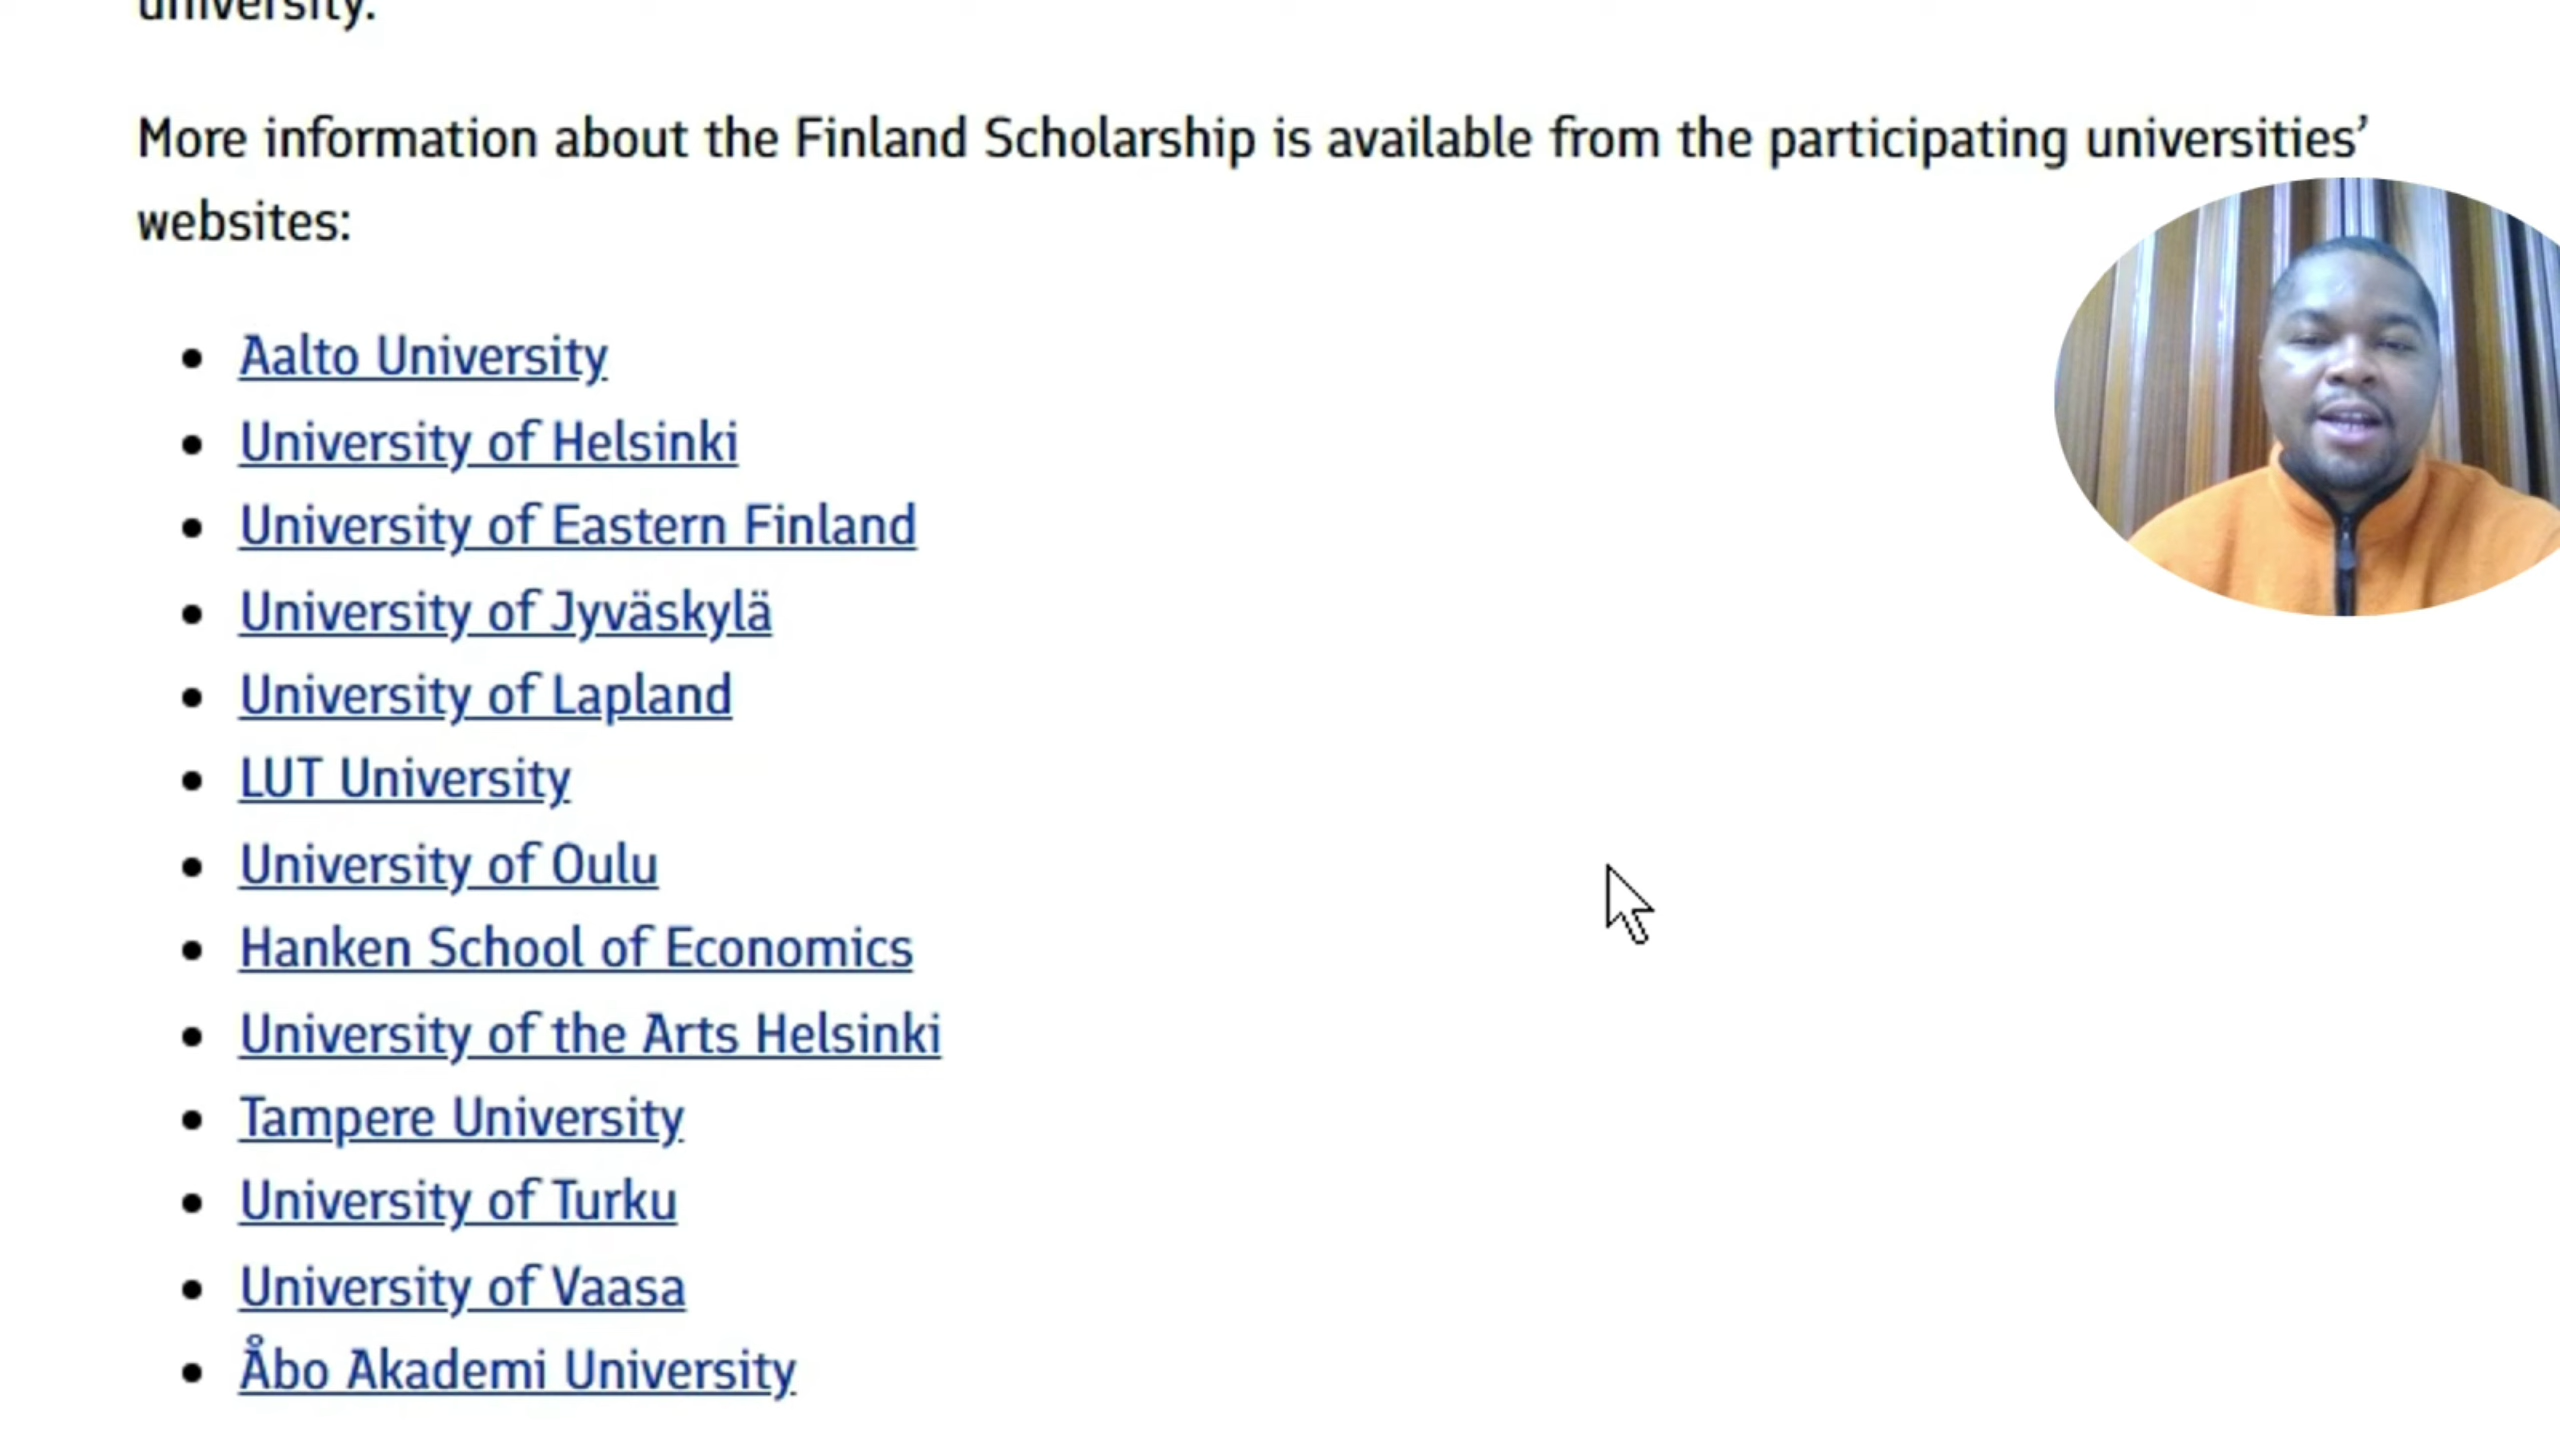 university.
More information about the Finland Scholarship is available from the participating universities’
websites:
Aalto University
University of Helsinki
University of Eastern Finland
University of Jyväskylä
University of Lapland
LUT University
University of Oulu
Hanken School of Economics
University of the Arts Helsinki
Tampere University
University of Turku
University of Vaasa
Åbo Akademi University